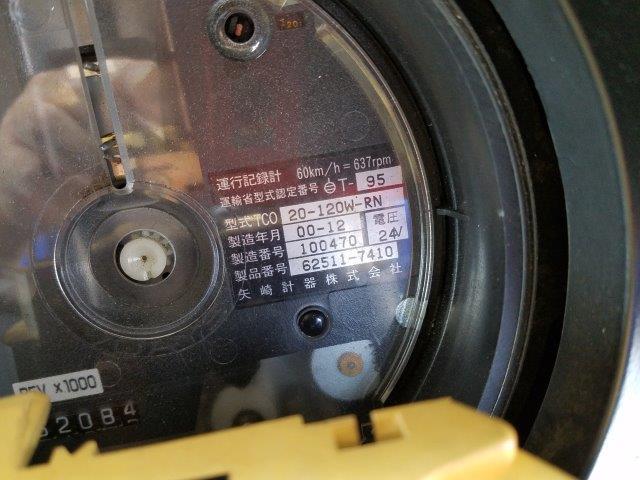 運行記録計 60km/h=637rpm
運輸省型式認定番号 T- 95
型式TCO 20-120W-RN
製造年月 00-12 電圧
製造番号 100470 24V
製品番号 62511-7410
矢崎計器株式会社
REV x1000
2084